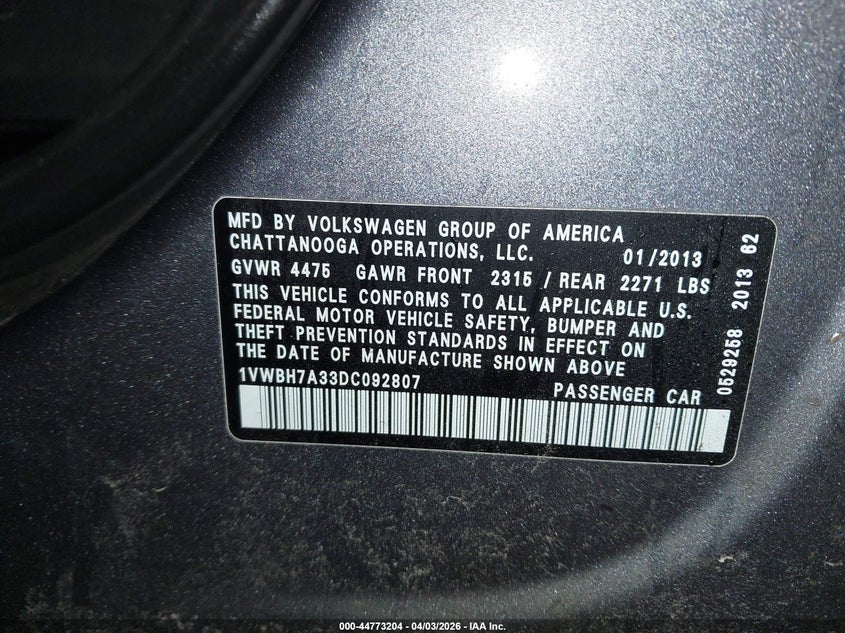 MFD BY VOLKSWAGEN GROUP OF AMERICA
CHATTANOOGA OPERATIONS, LLC. 01/2013
GVWR 4475 GAWR FRONT 2315 / REAR 2271 LBS
THIS VEHICLE CONFORMS TO ALL APPLICABLE U.S.
FEDERAL MOTOR VEHICLE SAFETY, BUMPER AND
THEFT PREVENTION STANDARDS IN EFFECT ON
THE DATE OF MANUFACTURE SHOWN ABOVE
1VWBH7A33DC092807 PASSENGER CAR
0529258 2013 62
000-44773204 - 04/03/2026 - IAA Inc.